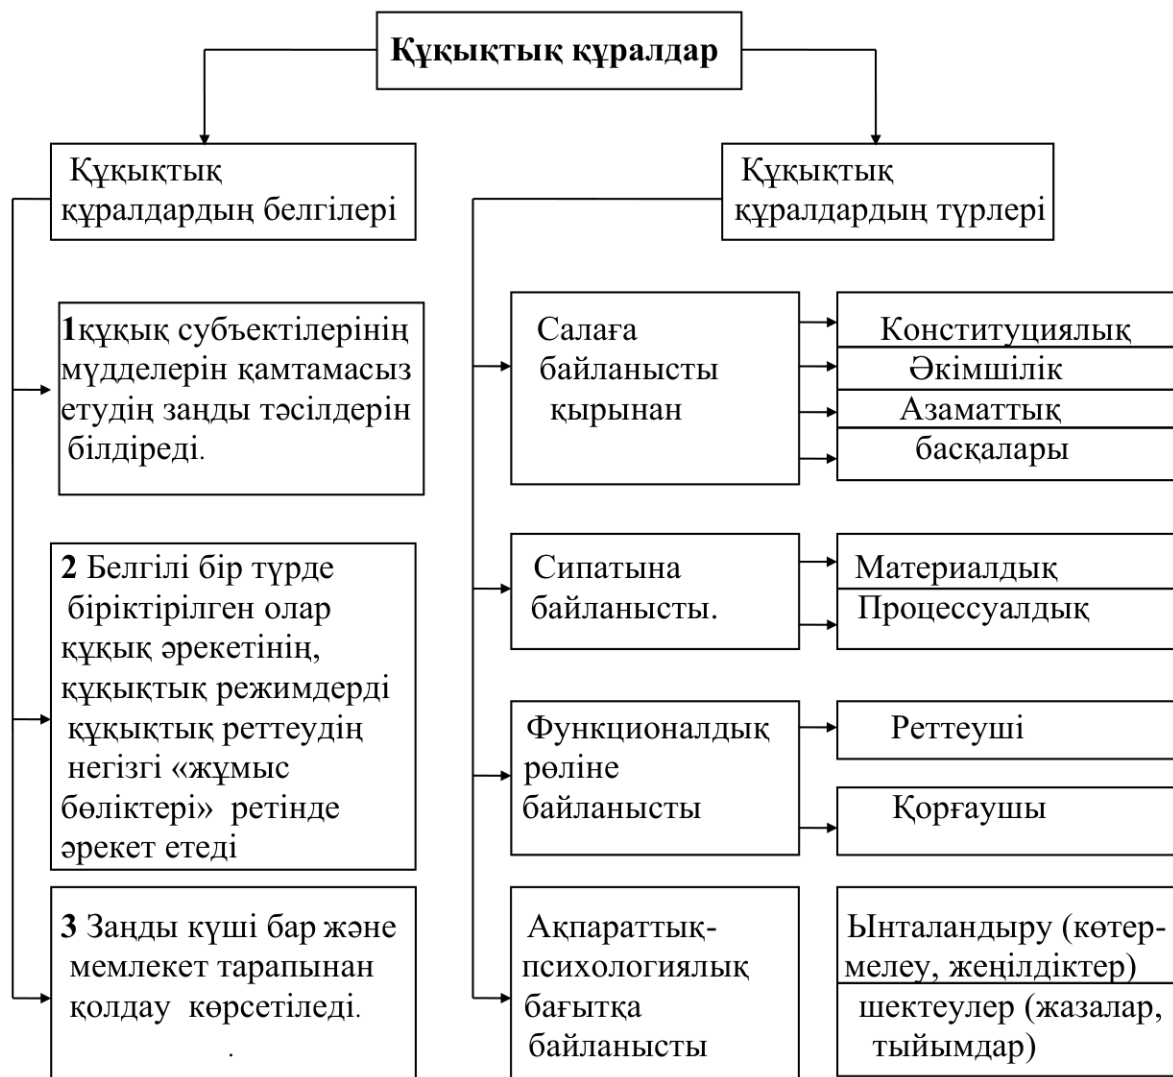 Құқықтық құралдар
Құқықтық
құралдардың белгілері
1құқық субъектілерінің
мүдделерін қамтамасыз
етудің заңды тәсілдерін
білдіреді.
2 Белгілі бір түрде
біріктірілген олар
құқық әрекетінің,
құқықтық режимдерді
құқықтық реттеудің
негізгі «жұмыс
бөліктері» ретінде
әрекет етеді
3 Заңды күші бар және
мемлекет тарапынан
қолдау көрсетіледі.
.
Құқықтық
құралдардың түрлері
Салаға
байланысты
қырынан
Конституциялық
Әкімшілік
Азаматтық
басқалары
Сипатына
байланысты.
Материалдық
Процессуалдық
Функционалдық
рөліне
байланысты
Реттеуші
Қорғаушы
Ақпараттық-
психологиялық
бағытқа
байланысты
Ынталандыру (көтер-
мелеу, жеңілдіктер)
шектеулер (жазалар,
тыйымдар)